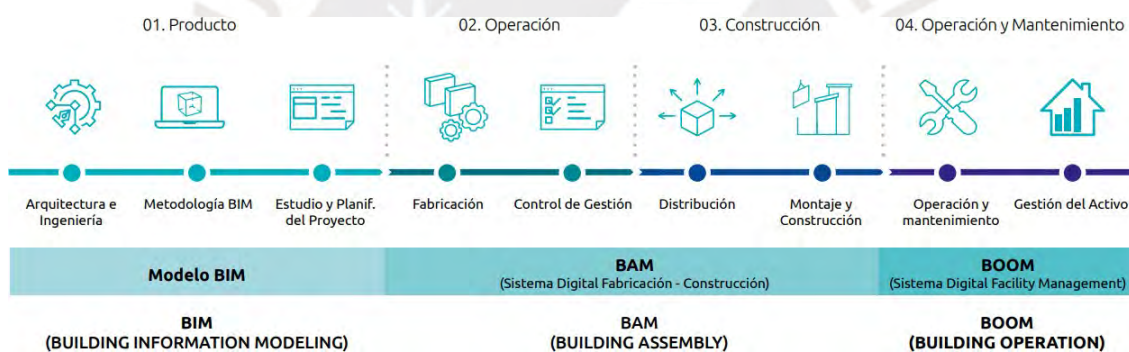 01. Producto
02. Operación
03. Construcción
04. Operación y Mantenimiento
Arquitectura e
Ingeniería
Metodología BIM
Estudio y Planif.
del Proyecto
Fabricación
Control de Gestión
Distribución
Montaje y
Construcción
Operación y
mantenimiento
Gestión del Activo
Modelo BIM
BAM
(Sistema Digital Fabricación - Construcción)
BOOM
(Sistema Digital Facility Management)
BIM
(BUILDING INFORMATION MODELING)
BAM
(BUILDING ASSEMBLY)
BOOM
(BUILDING OPERATION)